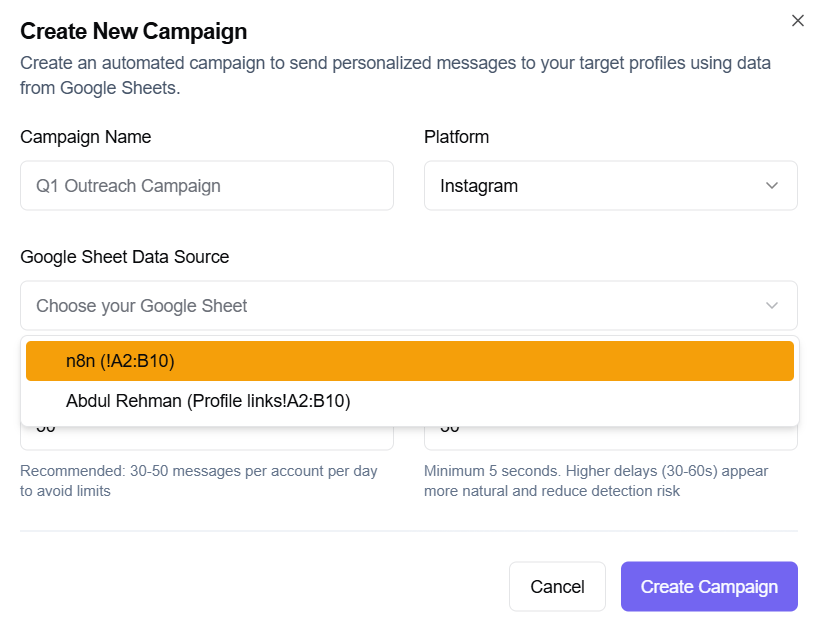 Create New Campaign
Create an automated campaign to send personalized messages to your target profiles using data
from Google Sheets.
Campaign Name
Platform
Q1 Outreach Campaign
Instagram
Google Sheet Data Source
Choose your Google Sheet
n8n (!A2:B10)
Abdul Rehman (Profile links!A2:B10)
Recommended: 30-50 messages per account per day
to avoid limits
Minimum 5 seconds. Higher delays (30-60s) appear
more natural and reduce detection risk
Cancel
Create Campaign